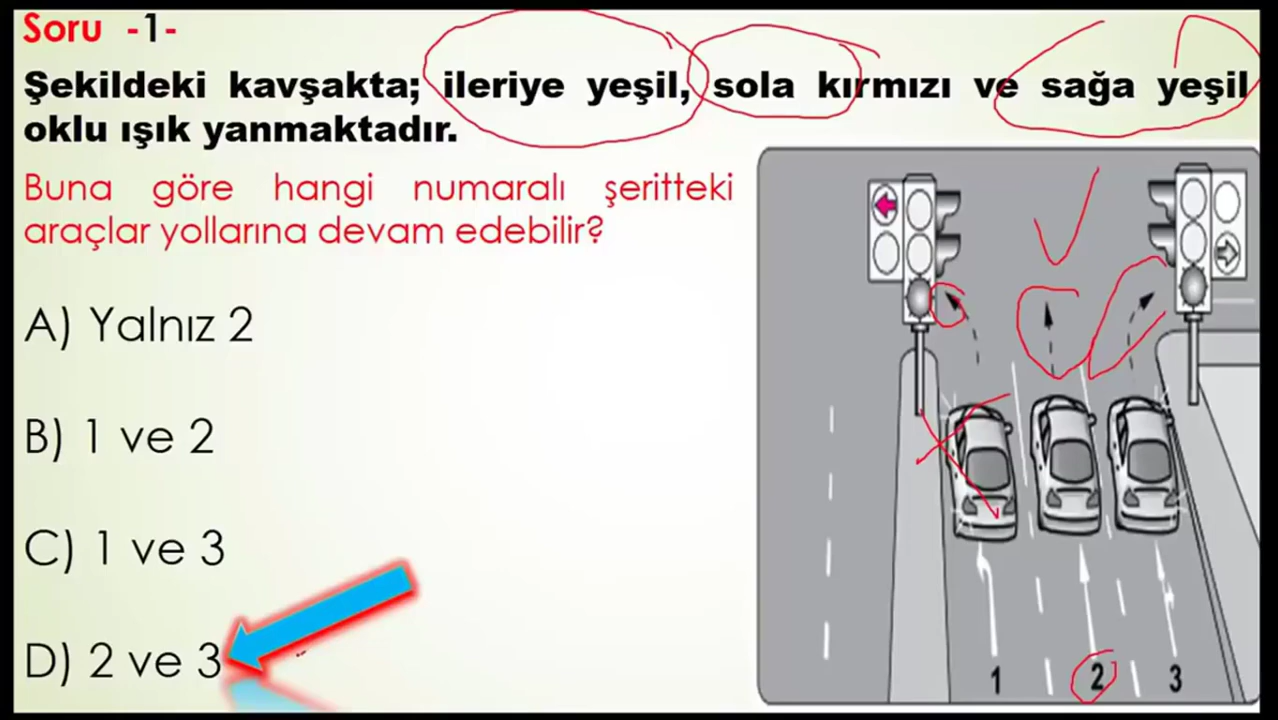 Soru -1-
Şekildeki kavşakta; ileriye yeşil, sola kırmızı ve sağa yeşil
oklu ışık yanmaktadır.
Buna göre hangi numaralı şeritteki
araçlar yollarına devam edebilir?
A) Yalnız 2
B) 1 ve 2
C) 1 ve 3
D) 2 ve 3
1 2 3